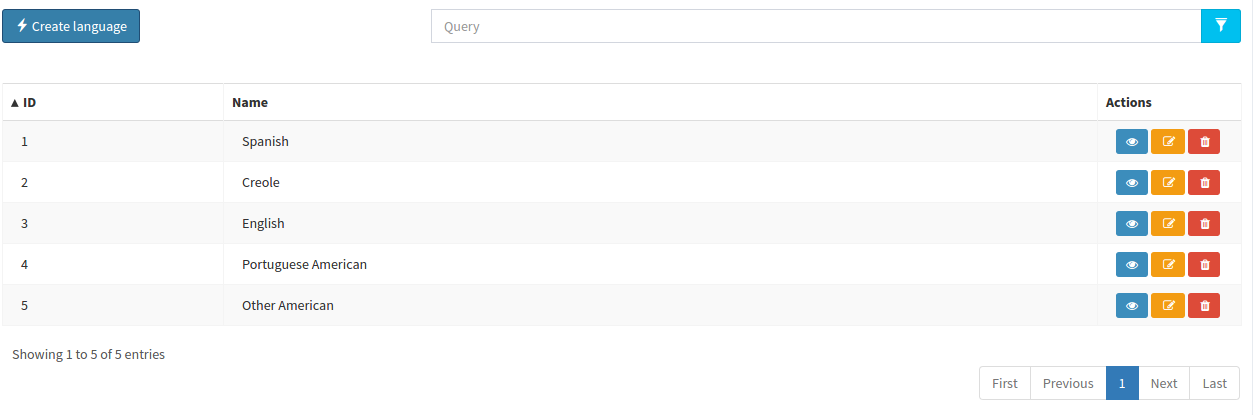 Create language
Query
ID Name Actions
1 Spanish
2 Creole
3 English
4 Portuguese American
5 Other American
Showing 1 to 5 of 5 entries
First Previous 1 Next Last